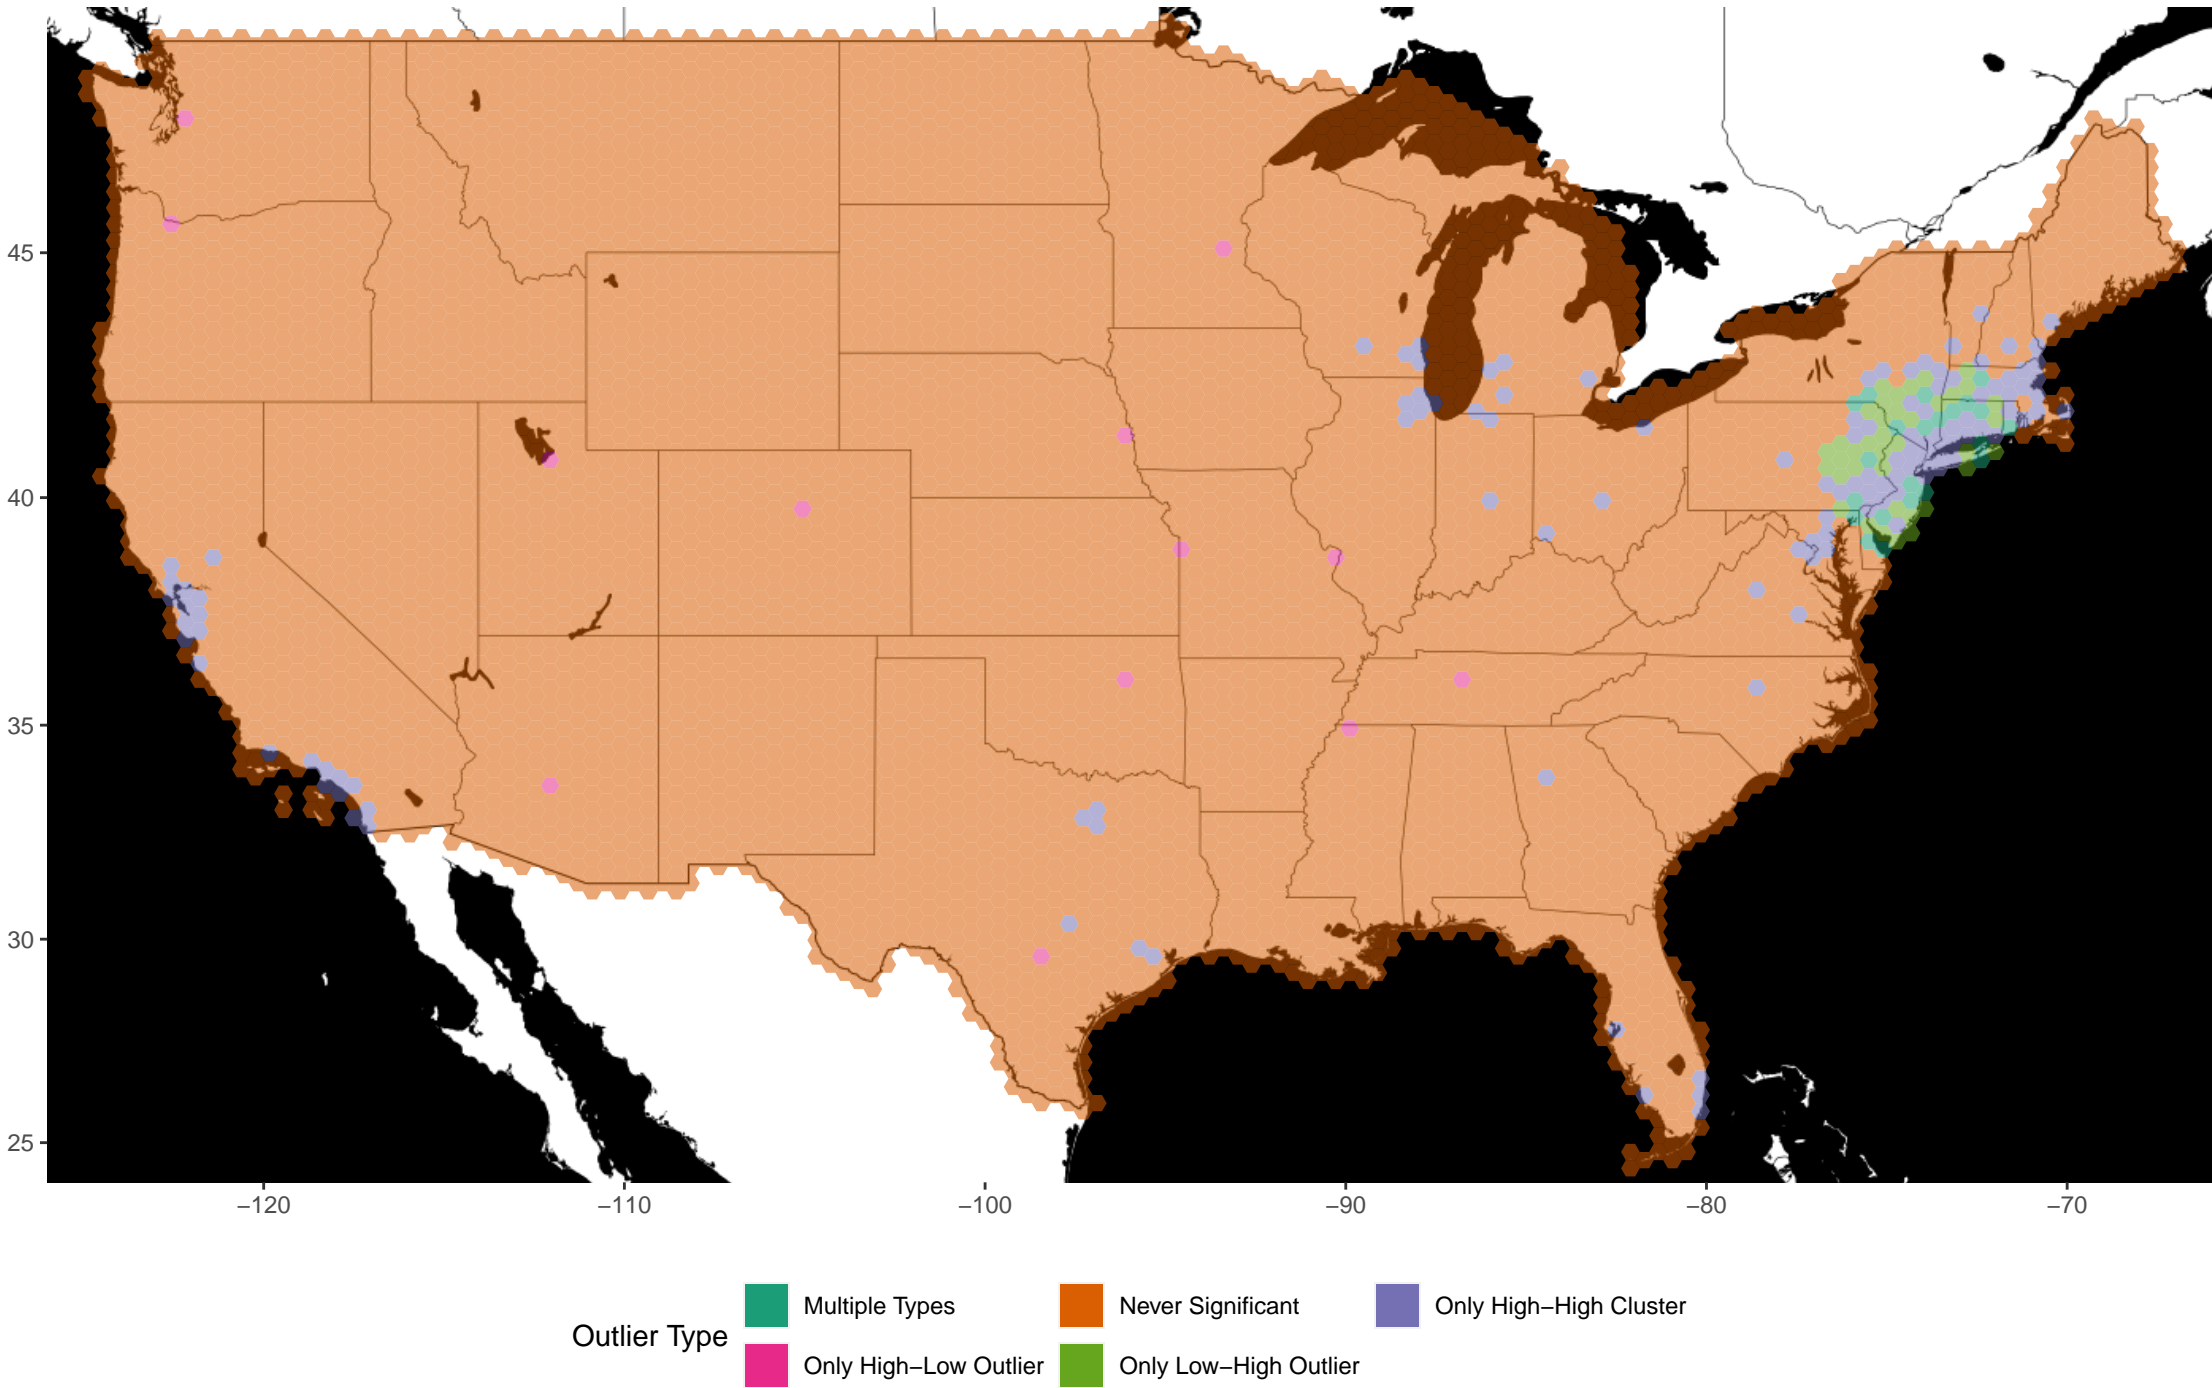 45
40
35
30
25
−120
−110
−100
−90
−80
−70
Outlier Type
Multiple Types
Never Significant
Only High−High Cluster
Only High−Low Outlier
Only Low−High Outlier